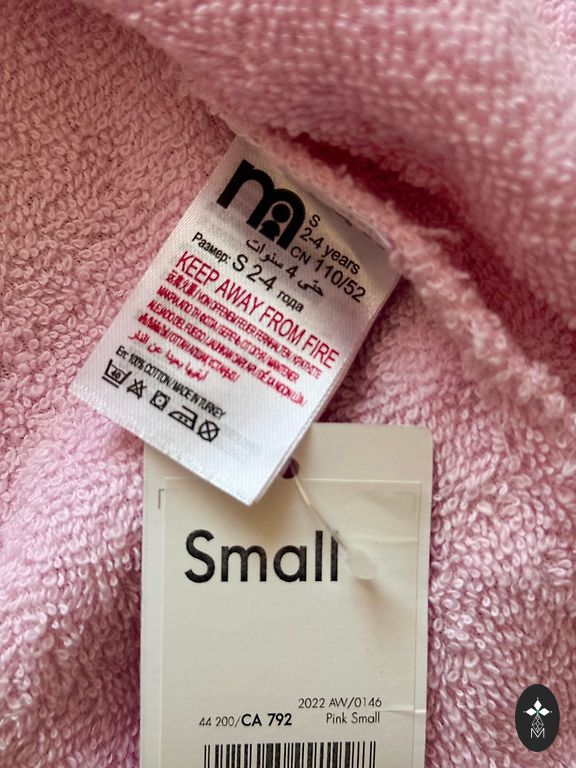 m
S
2-4 years
حتى 4 سنوات
CN 110/52
Размер: S 2-4 года
KEEP AWAY FROM FIRE
En: 100% COTTON / MADE IN TURKEY
Small
2022 AW/0146
44 200/CA 792 Pink Small
M